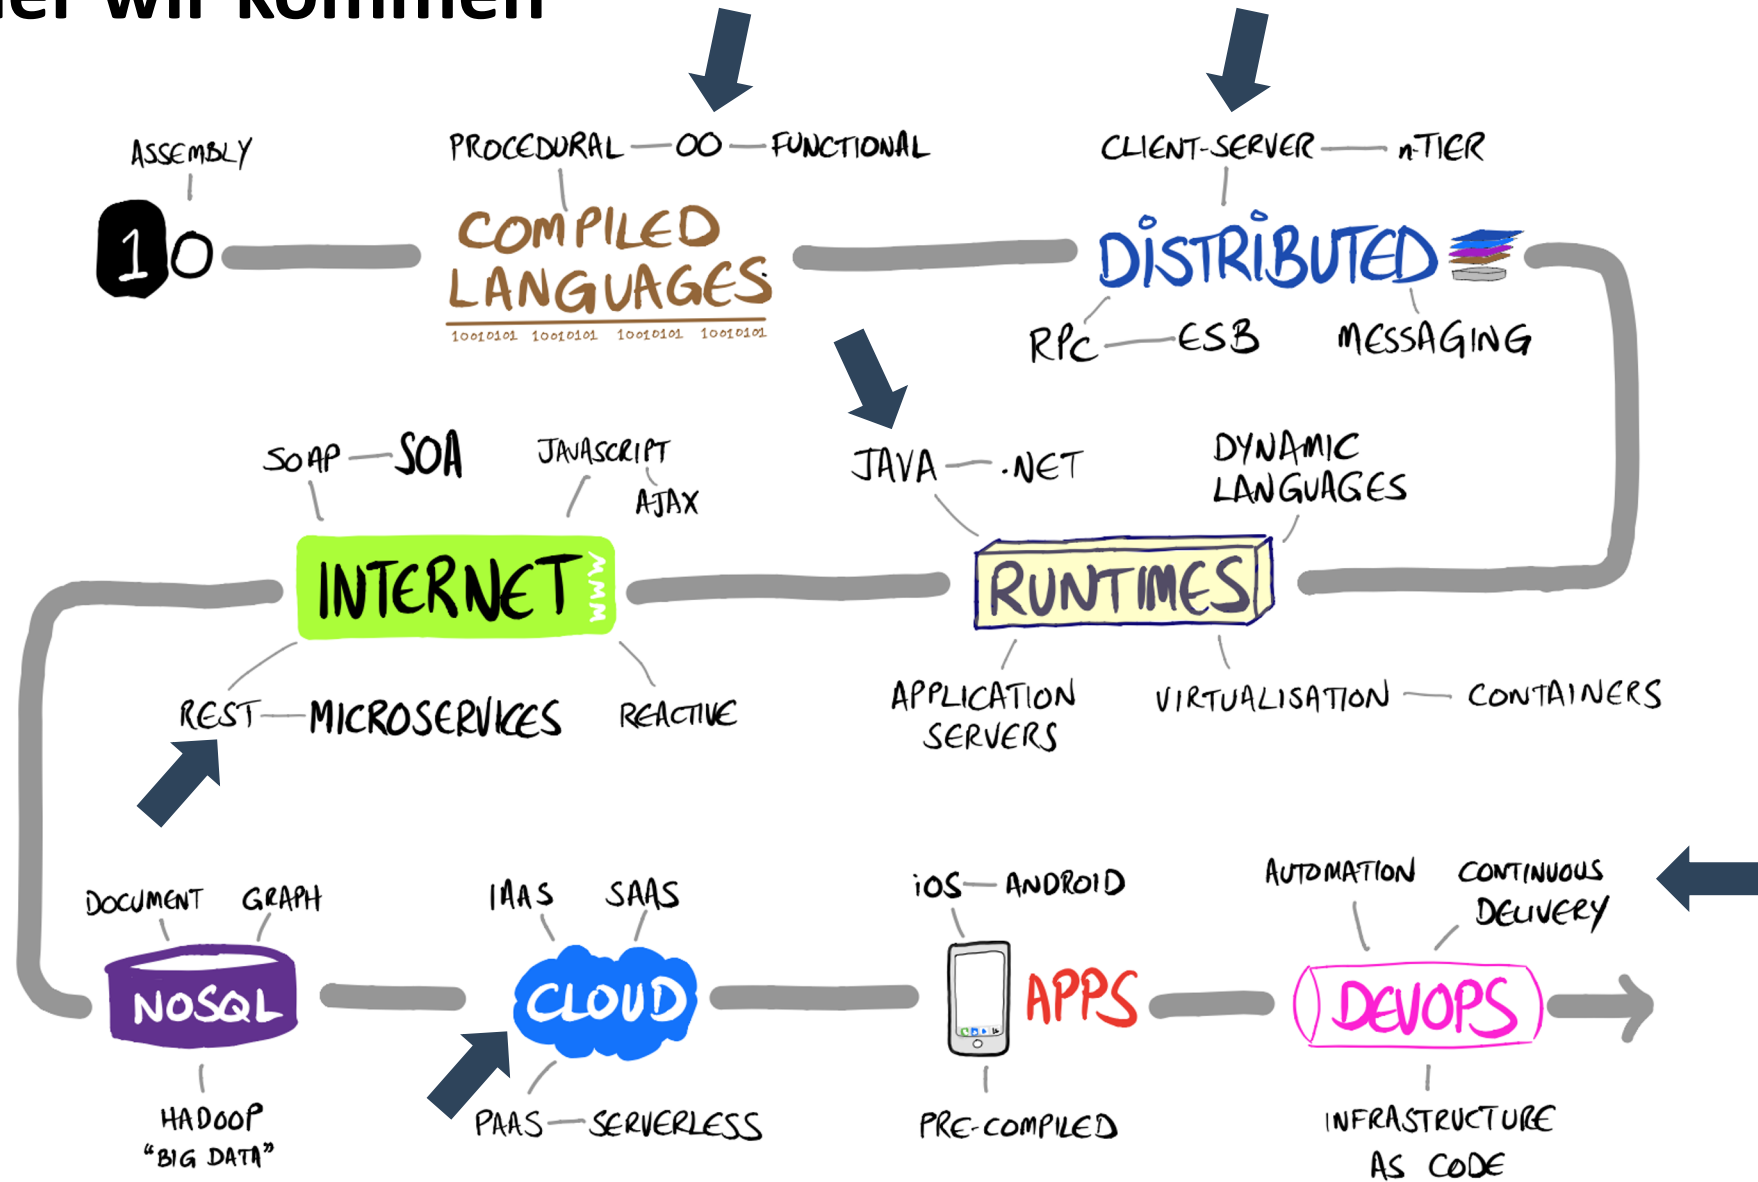 wir kommen
ASSEMBLY
10
PROCEDURAL — OO — FUNCTIONAL
COMPILED
LANGUAGES
10010101 10010101 10010101 10010101
CLIENT-SERVER — n-TIER
DISTRIBUTED
RPC — ESB
MESSAGING
SOAP — SOA
JAVASCRIPT
AJAX
INTERNET
WWW
REST — MICROSERVICES
REACTIVE
JAVA — .NET
DYNAMIC
LANGUAGES
RUNTIMES
APPLICATION
SERVERS
VIRTUALISATION — CONTAINERS
DOCUMENT
GRAPH
NOSQL
HADOOP
"BIG DATA"
IAAS
SAAS
CLOUD
PAAS — SERVERLESS
iOS — ANDROID
APPS
PRE-COMPILED
AUTOMATION
CONTINUOUS
DELIVERY
DEVOPS
INFRASTRUCTURE
AS CODE